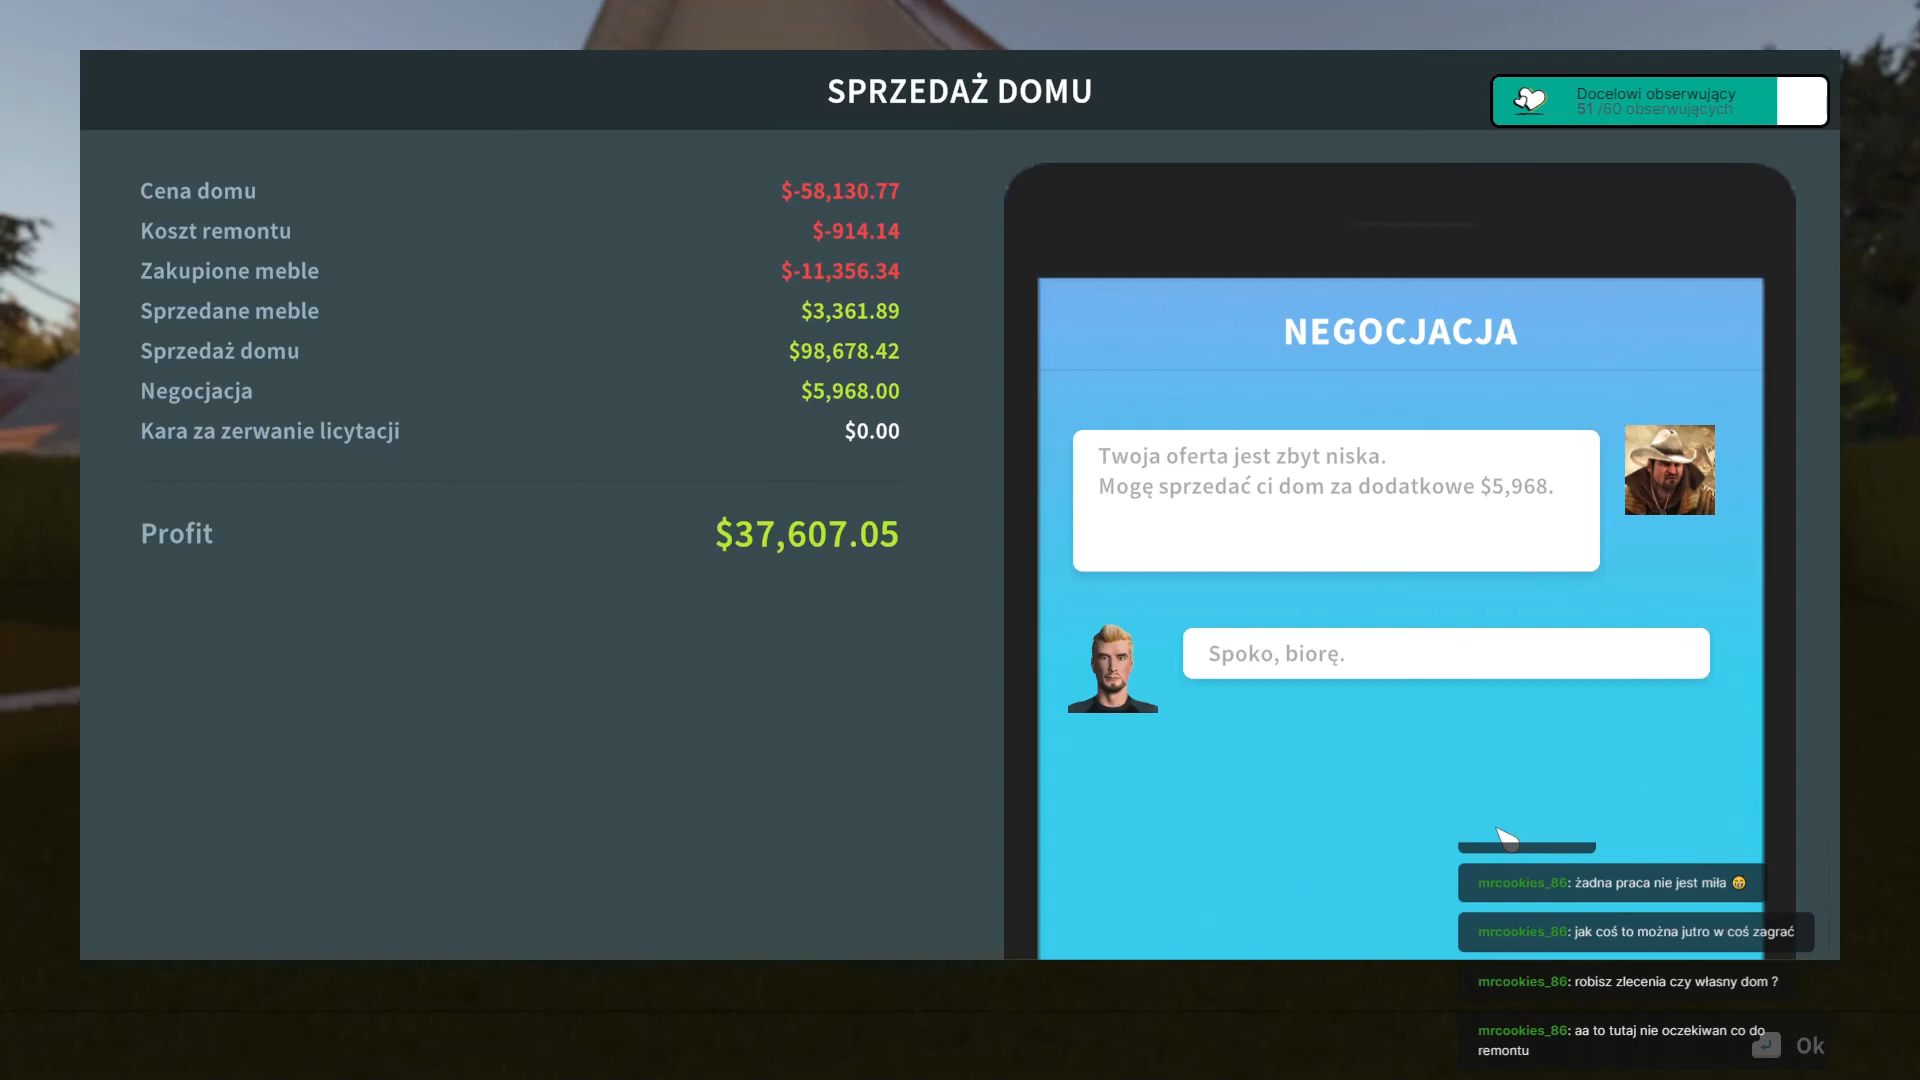 SPRZEDAŻ DOMU
Docelowi obserwujący
51 /60 obserwujących
Cena domu $-58,130.77
Koszt remontu $-914.14
Zakupione meble $-11,356.34
Sprzedane meble $3,361.89
Sprzedaż domu $98,678.42
Negocjacja $5,968.00
Kara za zerwanie licytacji $0.00
Profit $37,607.05
NEGOCJACJA
Twoja oferta jest zbyt niska.
Mogę sprzedać ci dom za dodatkowe $5,968.
Spoko, biorę.
mrcookies_86: żadna praca nie jest miła 😁
mrcookies_86: jak coś to można jutro w coś zagrać
mrcookies_86: robisz zlecenia czy własny dom ?
mrcookies_86: aa to tutaj nie oczekiwan co do
remontu
Ok